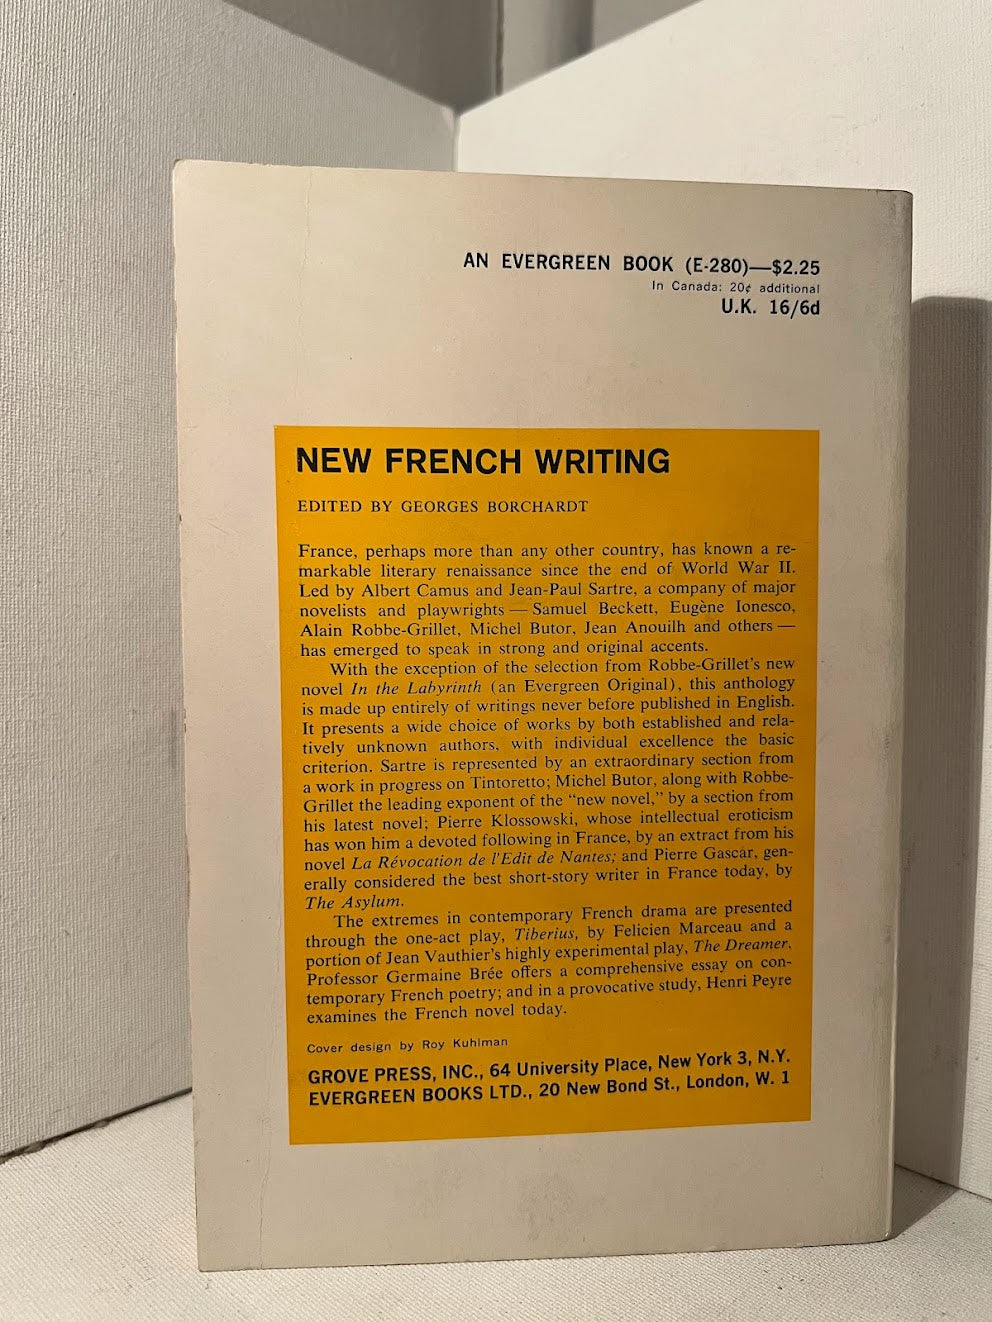 AN EVERGREEN BOOK (E-280)—$2.25
In Canada: 20¢ additional
U.K. 16/6d
NEW FRENCH WRITING
EDITED BY GEORGES BORCHARDT
France, perhaps more than any other country, has known a re-
markable literary renaissance since the end of World War II.
Led by Albert Camus and Jean-Paul Sartre, a company of major
novelists and playwrights — Samuel Beckett, Eugène Ionesco,
Alain Robbe-Grillet, Michel Butor, Jean Anouilh and others —
has emerged to speak in strong and original accents.
With the exception of the selection from Robbe-Grillet's new
novel In the Labyrinth (an Evergreen Original), this anthology
is made up entirely of writings never before published in English.
It presents a wide choice of works by both established and rela-
tively unknown authors, with individual excellence the basic
criterion. Sartre is represented by an extraordinary section from
a work in progress on Tintoretto; Michel Butor, along with Robbe-
Grillet the leading exponent of the "new novel," by a section from
his latest novel; Pierre Klossowski, whose intellectual eroticism
has won him a devoted following in France, by an extract from his
novel La Révocation de l'Edit de Nantes; and Pierre Gascar, gen-
erally considered the best short-story writer in France today, by
The Asylum.
The extremes in contemporary French drama are presented
through the one-act play, Tiberius, by Felicien Marceau and a
portion of Jean Vauthier's highly experimental play, The Dreamer.
Professor Germaine Brée offers a comprehensive essay on con-
temporary French poetry; and in a provocative study, Henri Peyre
examines the French novel today.
Cover design by Roy Kuhlman
GROVE PRESS, INC., 64 University Place, New York 3, N.Y.
EVERGREEN BOOKS LTD., 20 New Bond St., London, W. 1